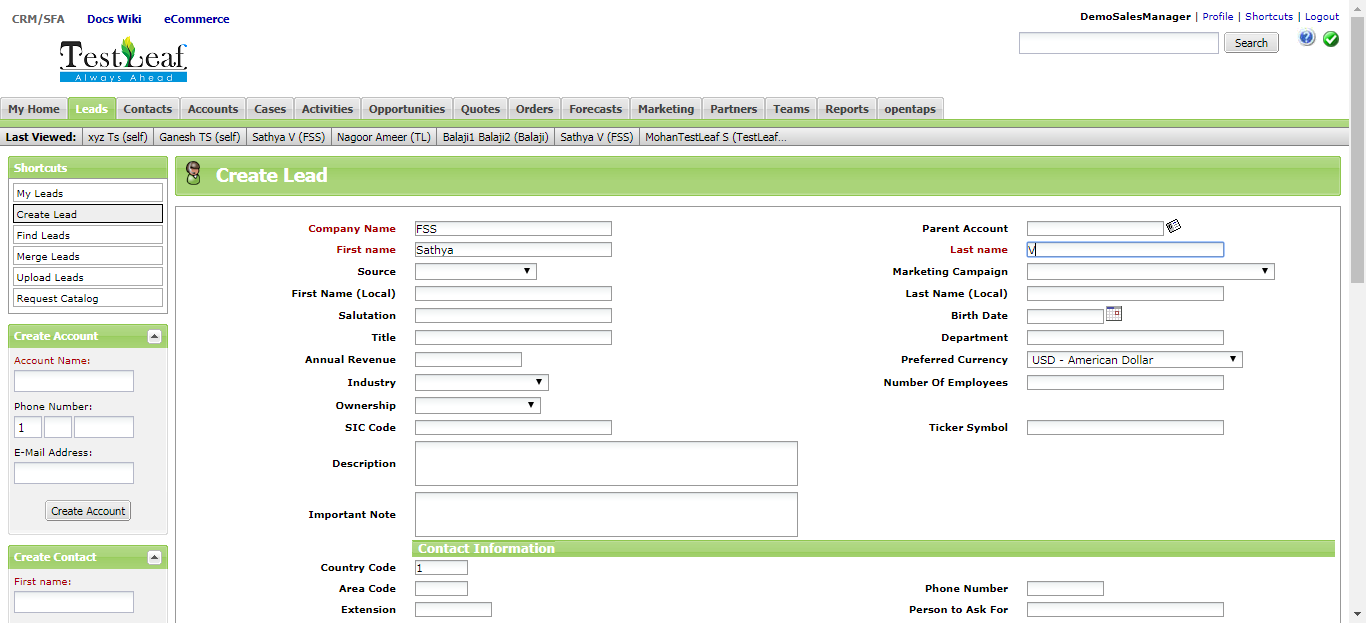 CRM/SFA Docs Wiki eCommerce
DemoSalesManager | Profile | Shortcuts | Logout
TestLeaf
Always Ahead
Search
?
My Home Leads Contacts Accounts Cases Activities Opportunities Quotes Orders Forecasts Marketing Partners Teams Reports opentaps
Last Viewed: xyz Ts (self) Ganesh TS (self) Sathya V (FSS) Nagoor Ameer (TL) Balaji1 Balaji2 (Balaji) Sathya V (FSS) MohanTestLeaf S (TestLeaf...
Shortcuts
My Leads
Create Lead
Find Leads
Merge Leads
Upload Leads
Request Catalog
Create Account
Account Name:
Phone Number:
1
E-Mail Address:
Create Account
Create Contact
First name:
Create Lead
Company Name FSS Parent Account
First name Sathya Last name V
Source Marketing Campaign
First Name (Local) Last Name (Local)
Salutation Birth Date
Title Department
Annual Revenue Preferred Currency USD - American Dollar
Industry Number Of Employees
Ownership
SIC Code Ticker Symbol
Description
Important Note
Contact Information
Country Code 1
Area Code Phone Number
Extension Person to Ask For